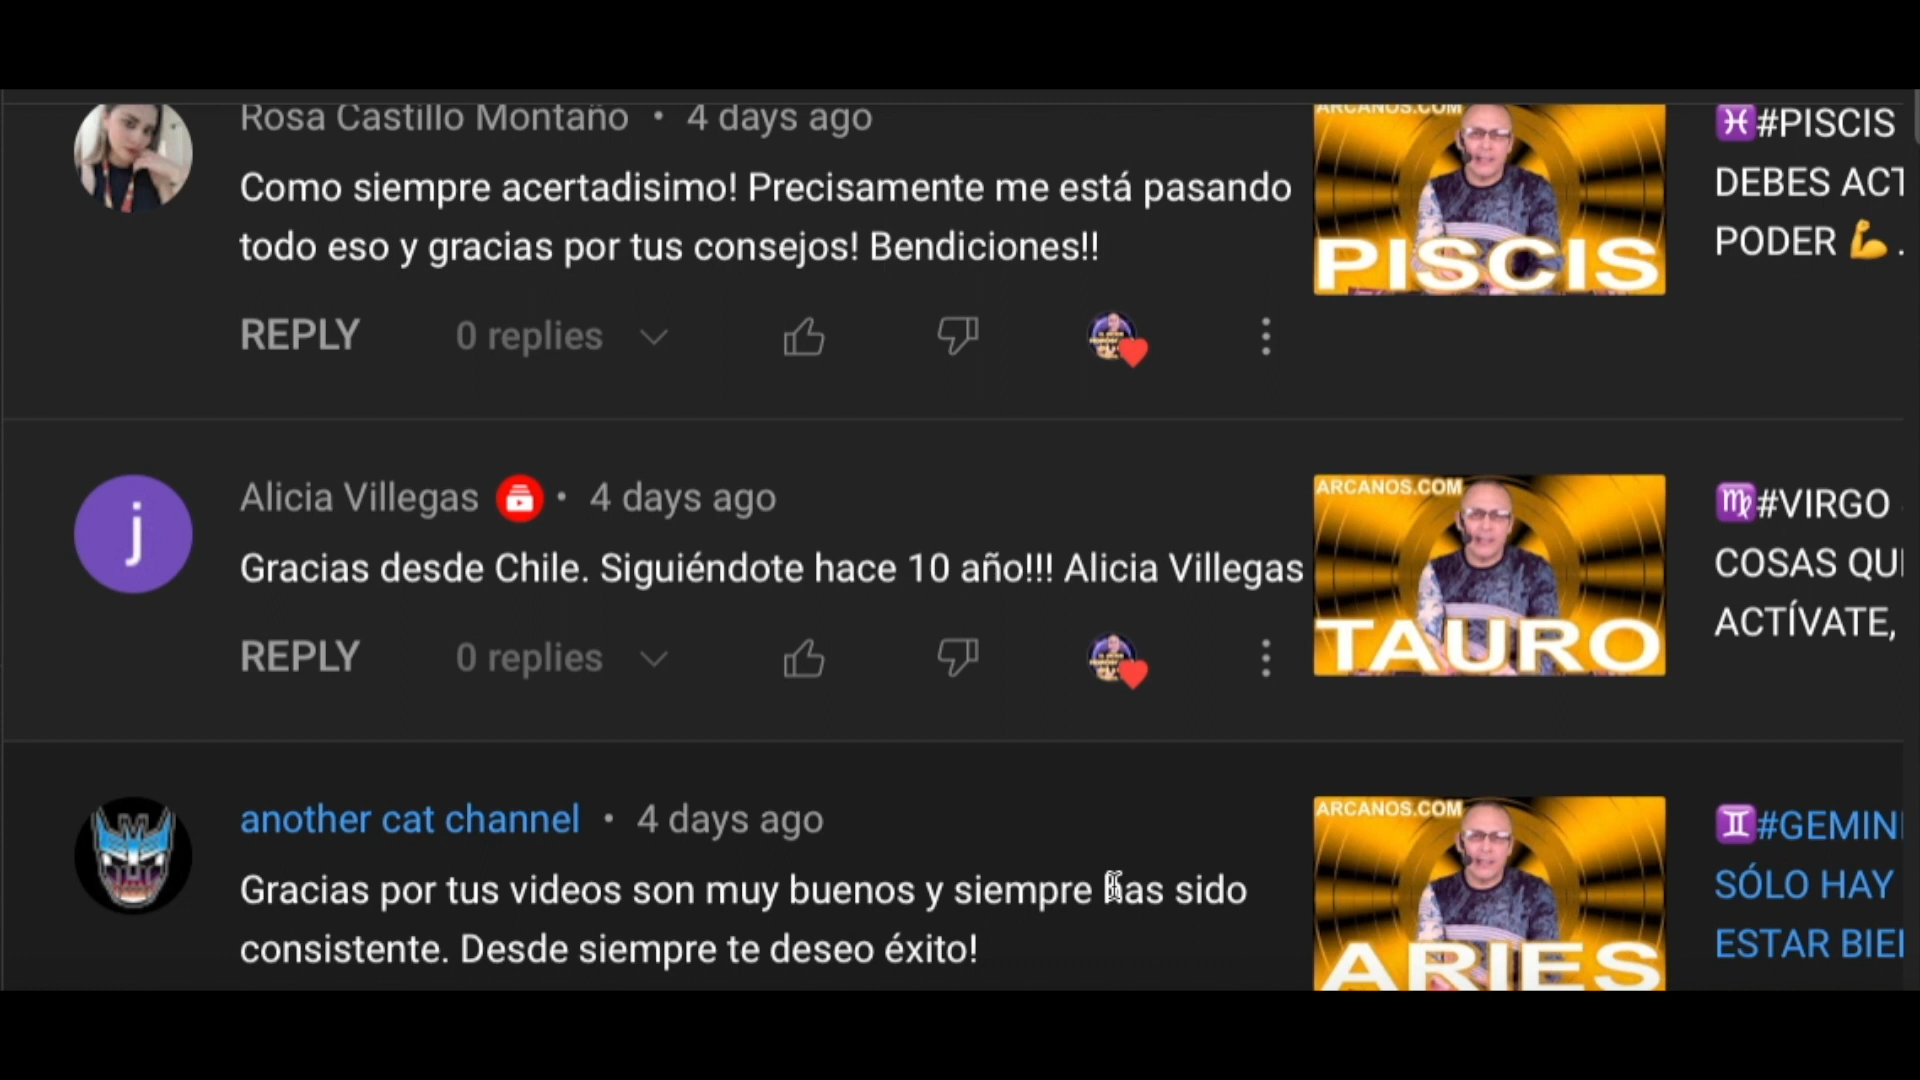 Rosa Castillo Montaño • 4 days ago
Como siempre acertadisimo! Precisamente me está pasando
todo eso y gracias por tus consejos! Bendiciones!!
REPLY 0 replies
ARCANOS.COM
PISCIS
♓#PISCIS
DEBES ACT
PODER 💪.
j
Alicia Villegas • 4 days ago
Gracias desde Chile. Siguiéndote hace 10 año!!! Alicia Villegas
REPLY 0 replies
ARCANOS.COM
TAURO
♍#VIRGO
COSAS QUI
ACTÍVATE,
another cat channel • 4 days ago
Gracias por tus videos son muy buenos y siempre has sido
consistente. Desde siempre te deseo éxito!
ARCANOS.COM
ARIES
♊#GEMINI
SÓLO HAY
ESTAR BIEI